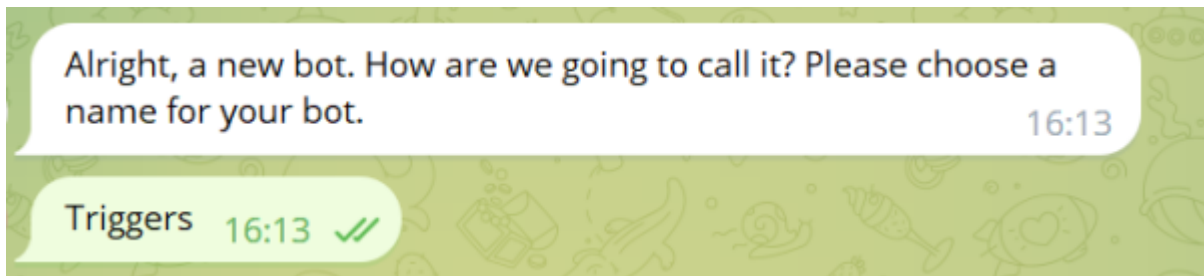 Alright, a new bot. How are we going to call it? Please choose a
name for your bot.
16:13
Triggers 16:13